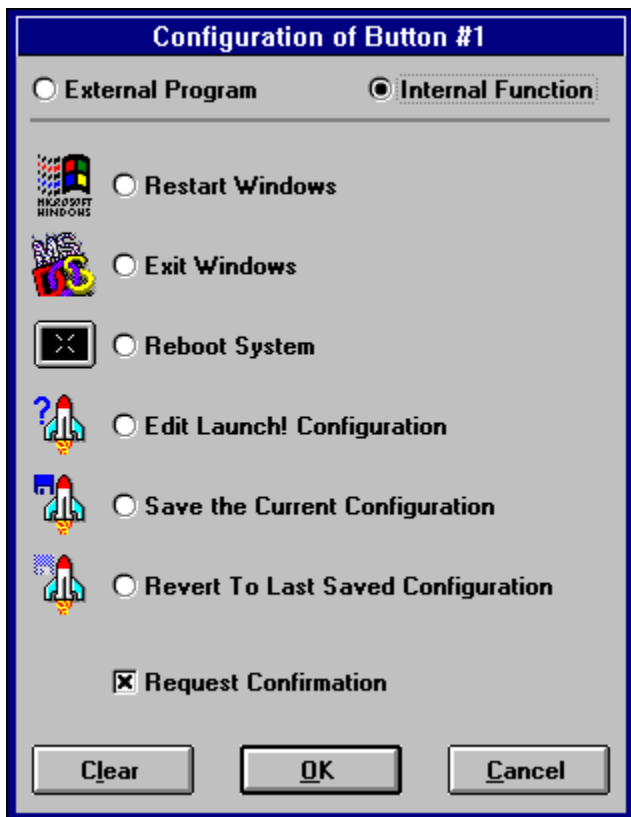 Configuration of Button #1
External Program Internal Function
MICROSOFT
WINDOWS
Restart Windows
MS
DOS
Exit Windows
Reboot System
?
Edit Launch! Configuration
Save the Current Configuration
Revert To Last Saved Configuration
Request Confirmation
Clear OK Cancel